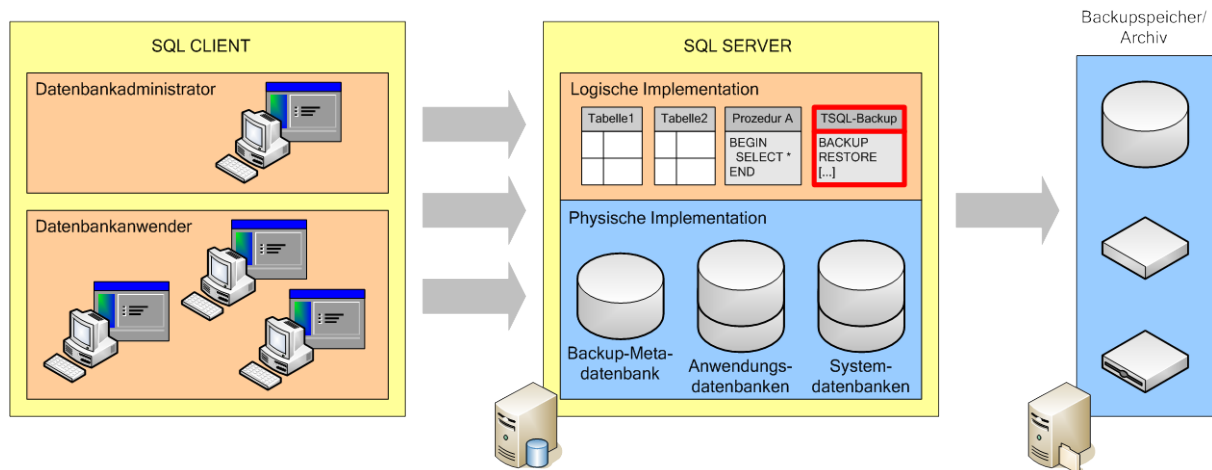 SQL CLIENT
Datenbankadministrator
Datenbankanwender
SQL SERVER
Logische Implementation
Tabelle1
Tabelle2
Prozedur A
BEGIN
SELECT *
END
TSQL-Backup
BACKUP
RESTORE
[...]
Physische Implementation
Backup-Meta-
datenbank
Anwendungs-
datenbanken
System-
datenbanken
Backupspeicher/
Archiv